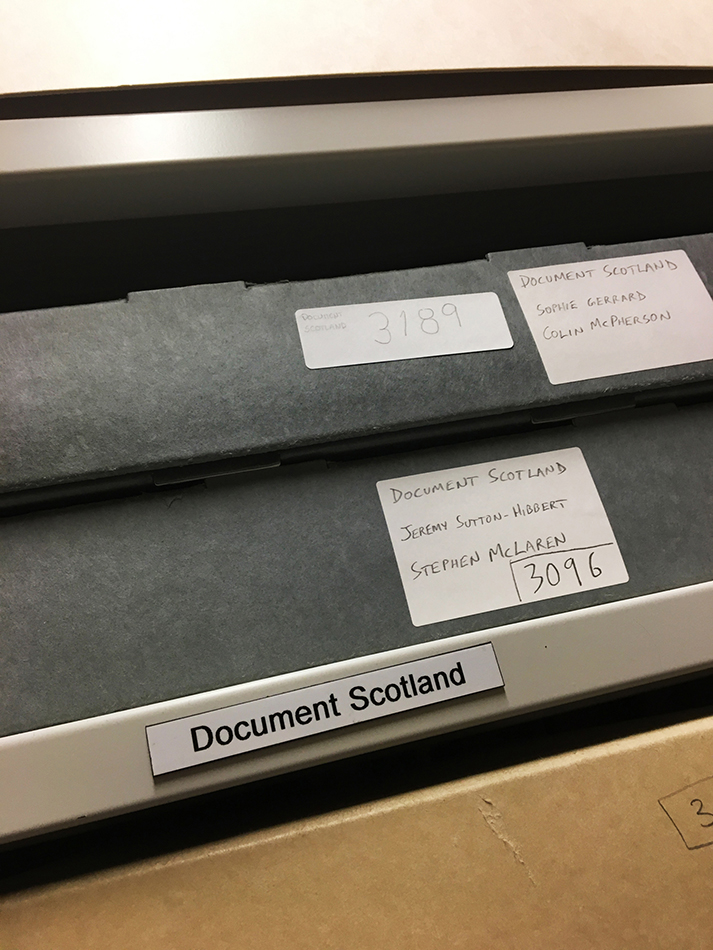 DOCUMENT
SCOTLAND
3189
DOCUMENT SCOTLAND
SOPHIE GERRARD
COLIN McPHERSON
DOCUMENT SCOTLAND
JEREMY SUTTON-HIBBERT
STEPHEN McLAREN
3096
Document Scotland
3